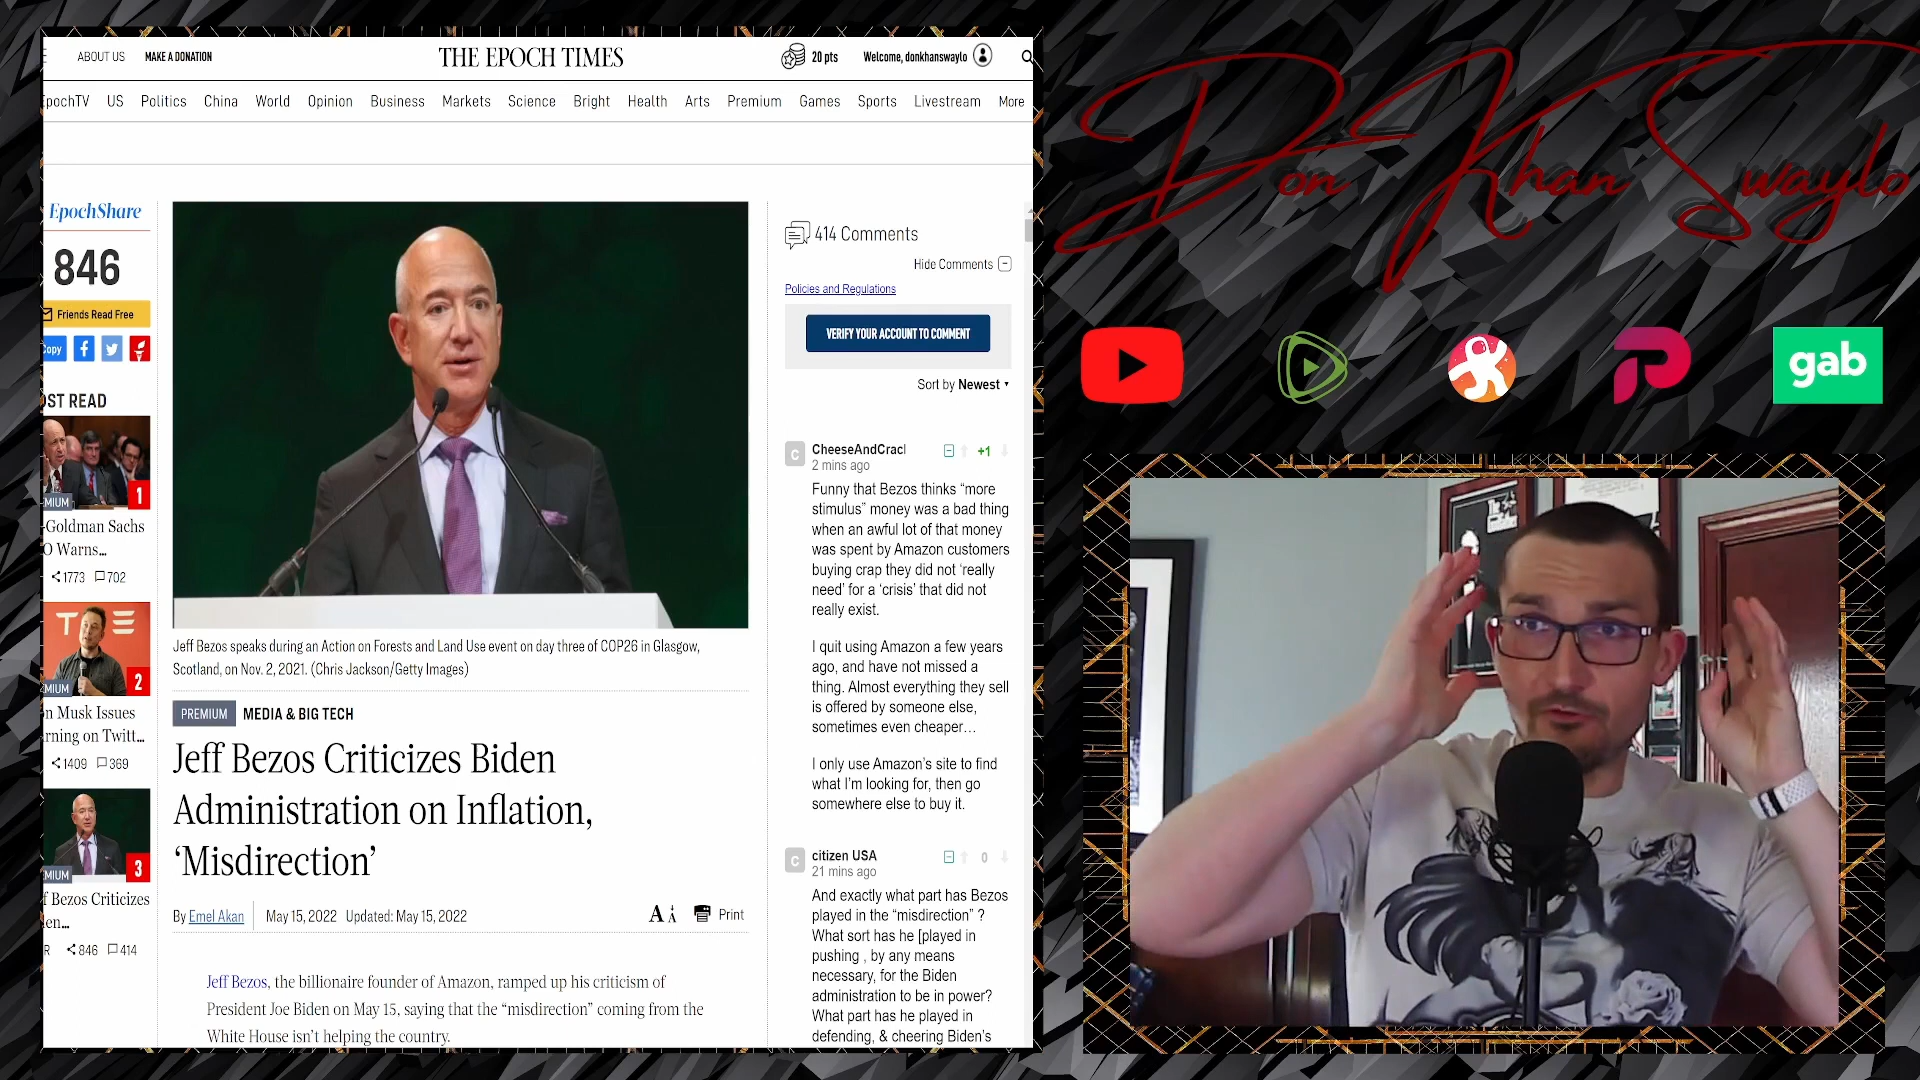 ABOUT US
MAKE A DONATION
THE EPOCH TIMES
20 pts
Welcome, donkhanswaylo
EpochTV US Politics China World Opinion Business Markets Science Bright Health Arts Premium Games Sports Livestream More
EpochShare
846
Friends Read Free
Copy
OST READ
MIUM
1
-Goldman Sachs
O Warns...
1773 702
MIUM
2
n Musk Issues
rning on Twitt...
1409 369
MIUM
3
f Bezos Criticizes
en...
R 846 414
Jeff Bezos speaks during an Action on Forests and Land Use event on day three of COP26 in Glasgow,
Scotland, on Nov. 2, 2021. (Chris Jackson/Getty Images)
PREMIUM MEDIA & BIG TECH
Jeff Bezos Criticizes Biden
Administration on Inflation,
‘Misdirection’
By Emel Akan May 15, 2022 Updated: May 15, 2022
A A Print
Jeff Bezos, the billionaire founder of Amazon, ramped up his criticism of
President Joe Biden on May 15, saying that the “misdirection” coming from the
White House isn’t helping the country.
414 Comments
Hide Comments
Policies and Regulations
VERIFY YOUR ACCOUNT TO COMMENT
Sort by Newest
C
CheeseAndCracl
+1
2 mins ago
Funny that Bezos thinks “more
stimulus” money was a bad thing
when an awful lot of that money
was spent by Amazon customers
buying crap they did not ‘really
need’ for a ‘crisis’ that did not
really exist.
I quit using Amazon a few years
ago, and have not missed a
thing. Almost everything they sell
is offered by someone else,
sometimes even cheaper…
I only use Amazon’s site to find
what I’m looking for, then go
somewhere else to buy it.
C
citizen USA
0
21 mins ago
And exactly what part has Bezos
played in the “misdirection” ?
What sort has he [played in
pushing , by any means
necessary, for the Biden
administration to be in power?
What part has he played in
defending, & cheering Biden’s
Don Khan Swaylo
gab